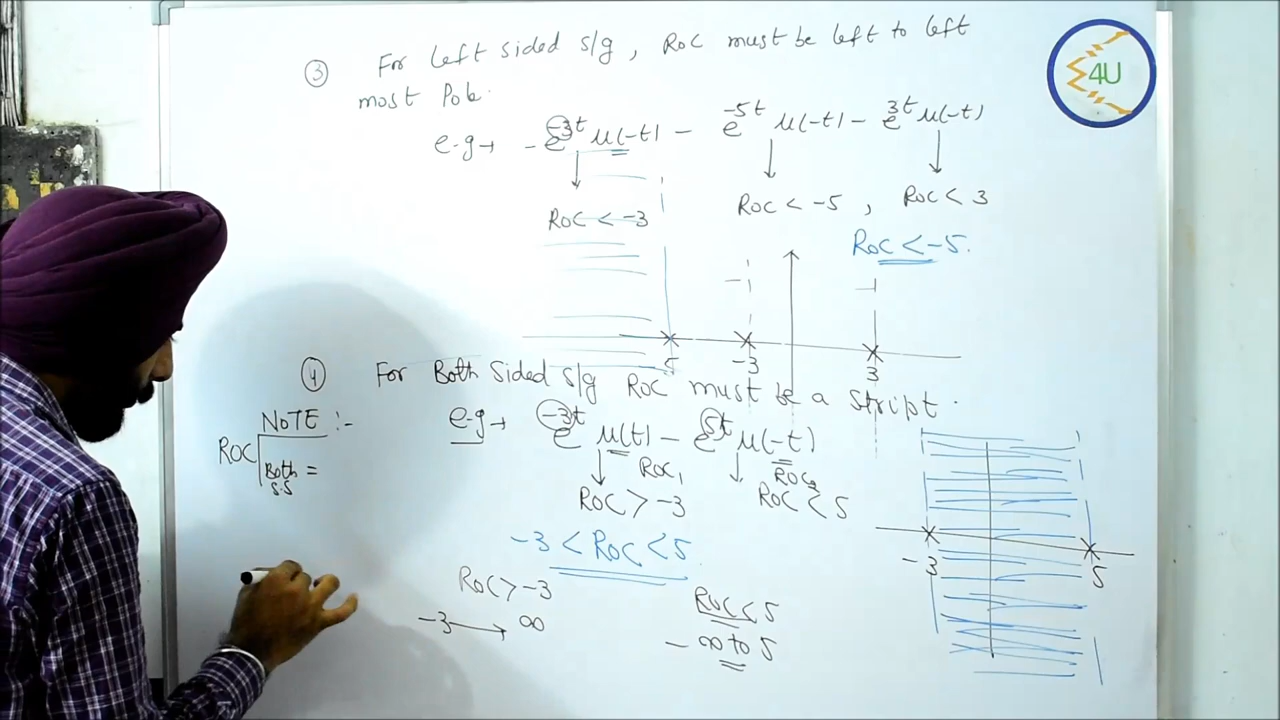 ③ For Left sided s/g, ROC must be left to left
most Pole.
e.g → - e^-3t u(-t) - e^-5t u(-t) - e^3t u(-t)
ROC < -3
ROC < -5 , ROC < 3
ROC < -5.
5 -3 3
④ For Both Sided s/g ROC must be a Stript.
NOTE :-
ROC
Both =
S.S
e.g → e^-3t u(t) - e^5t u(-t)
ROC1 ROC2
ROC > -3 ROC < 5
-3 < ROC < 5
-3 5
ROC > -3
-3 → ∞
ROC < 5
- ∞ to 5
E4U